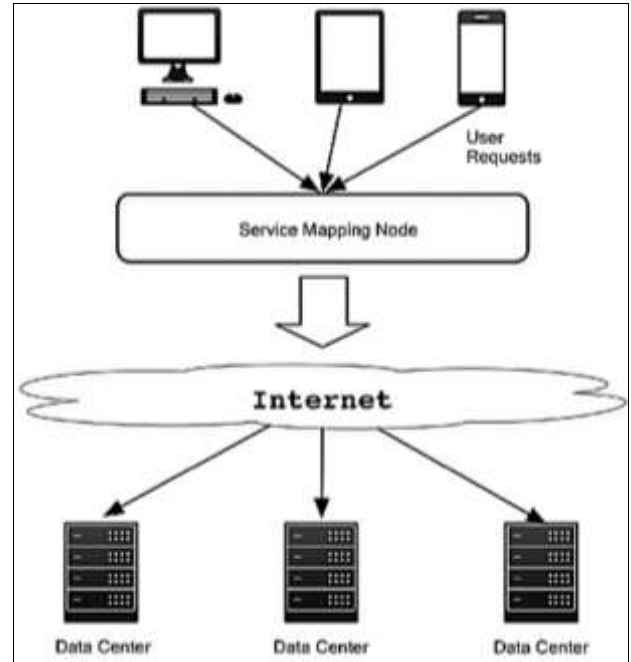 User
Requests
Service Mapping Node
Internet
Data Center
Data Center
Data Center